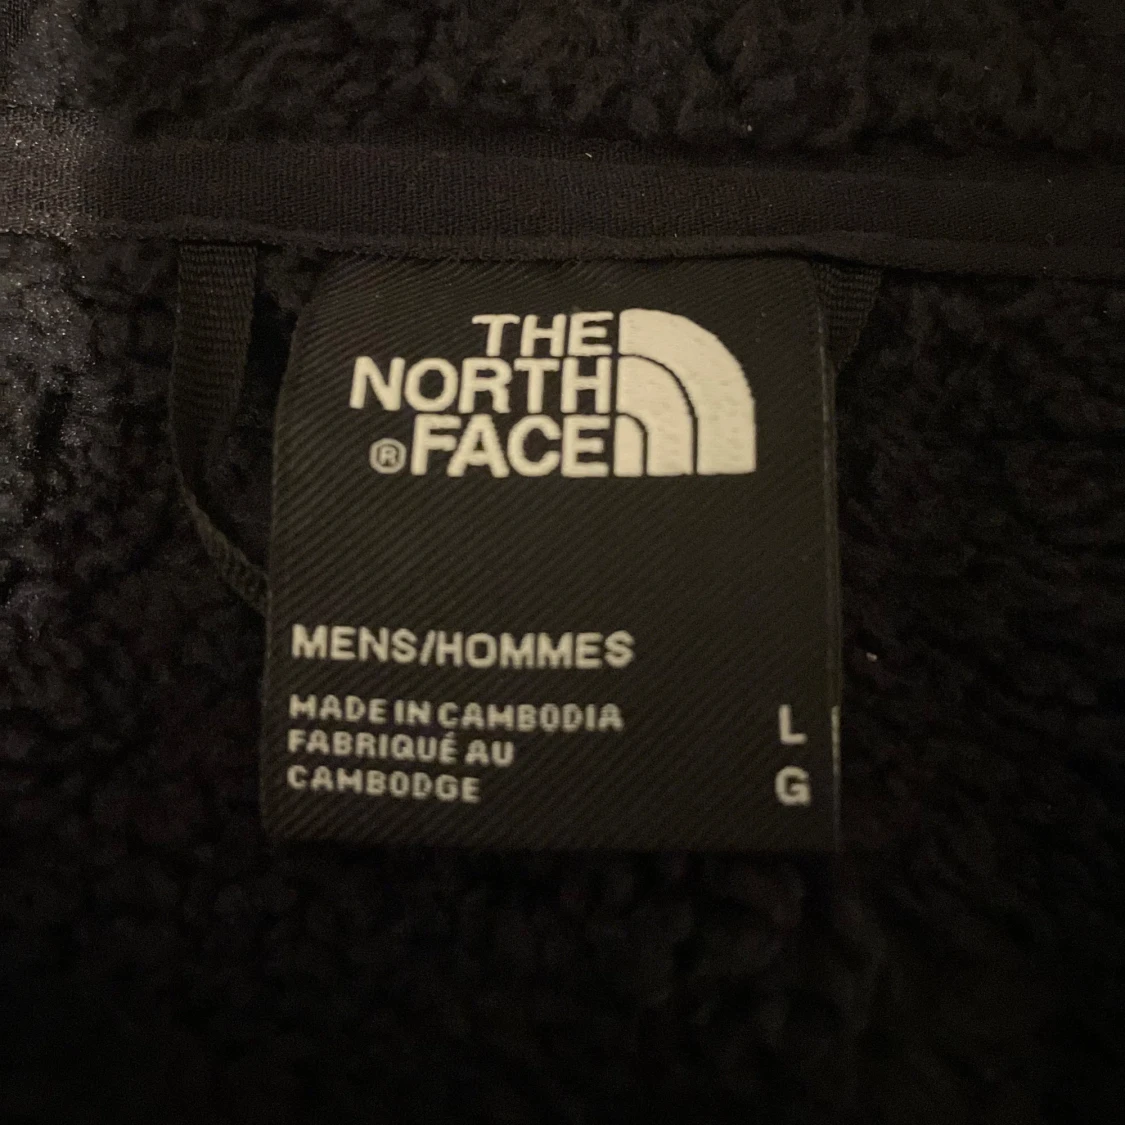 THE
NORTH
® FACE
MENS/HOMMES
MADE IN CAMBODIA
FABRIQUÉ AU
CAMBODGE
L
G